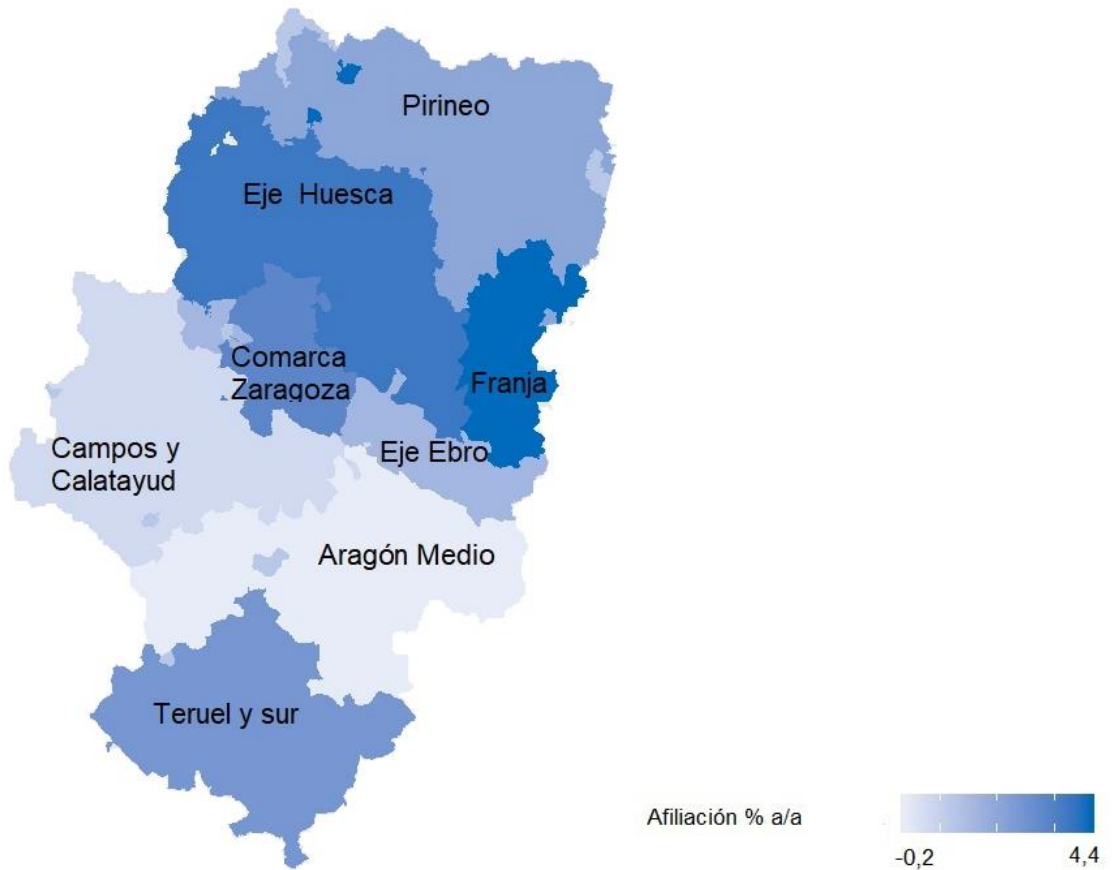 Pirineo
Eje Huesca
Comarca
Zaragoza
Franja
Eje Ebro
Campos y
Calatayud
Aragón Medio
Teruel y sur
Afiliación % a/a
-0,2
4,4